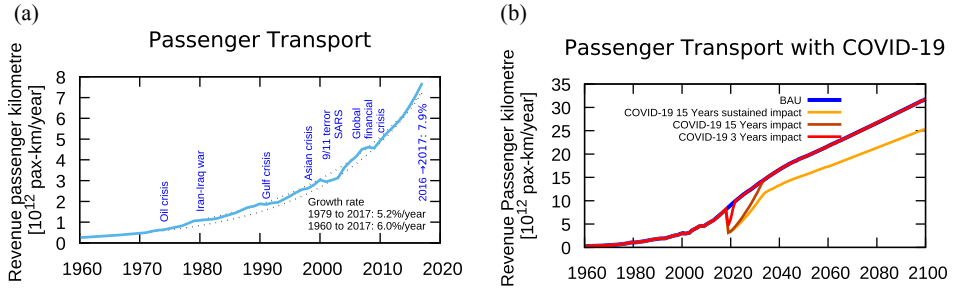 (a)
Passenger Transport
Revenue passenger kilometre
[10^12 pax-km/year]
8
7
6
5
4
3
2
1
0
1960 1970 1980 1990 2000 2010 2020
Oil crisis
Iran-Iraq war
Gulf crisis
Asian crisis
9/11 terror
SARS
Global
financial
crisis
2016→2017: 7.9%
Growth rate
1979 to 2017: 5.2%/year
1960 to 2017: 6.0%/year
(b)
Passenger Transport with COVID-19
Revenue Passenger kilometre
[10^12 pax-km/year]
35
30
25
20
15
10
5
0
1960 1980 2000 2020 2040 2060 2080 2100
BAU
COVID-19 15 Years sustained impact
COVID-19 15 Years impact
COVID-19 3 Years impact